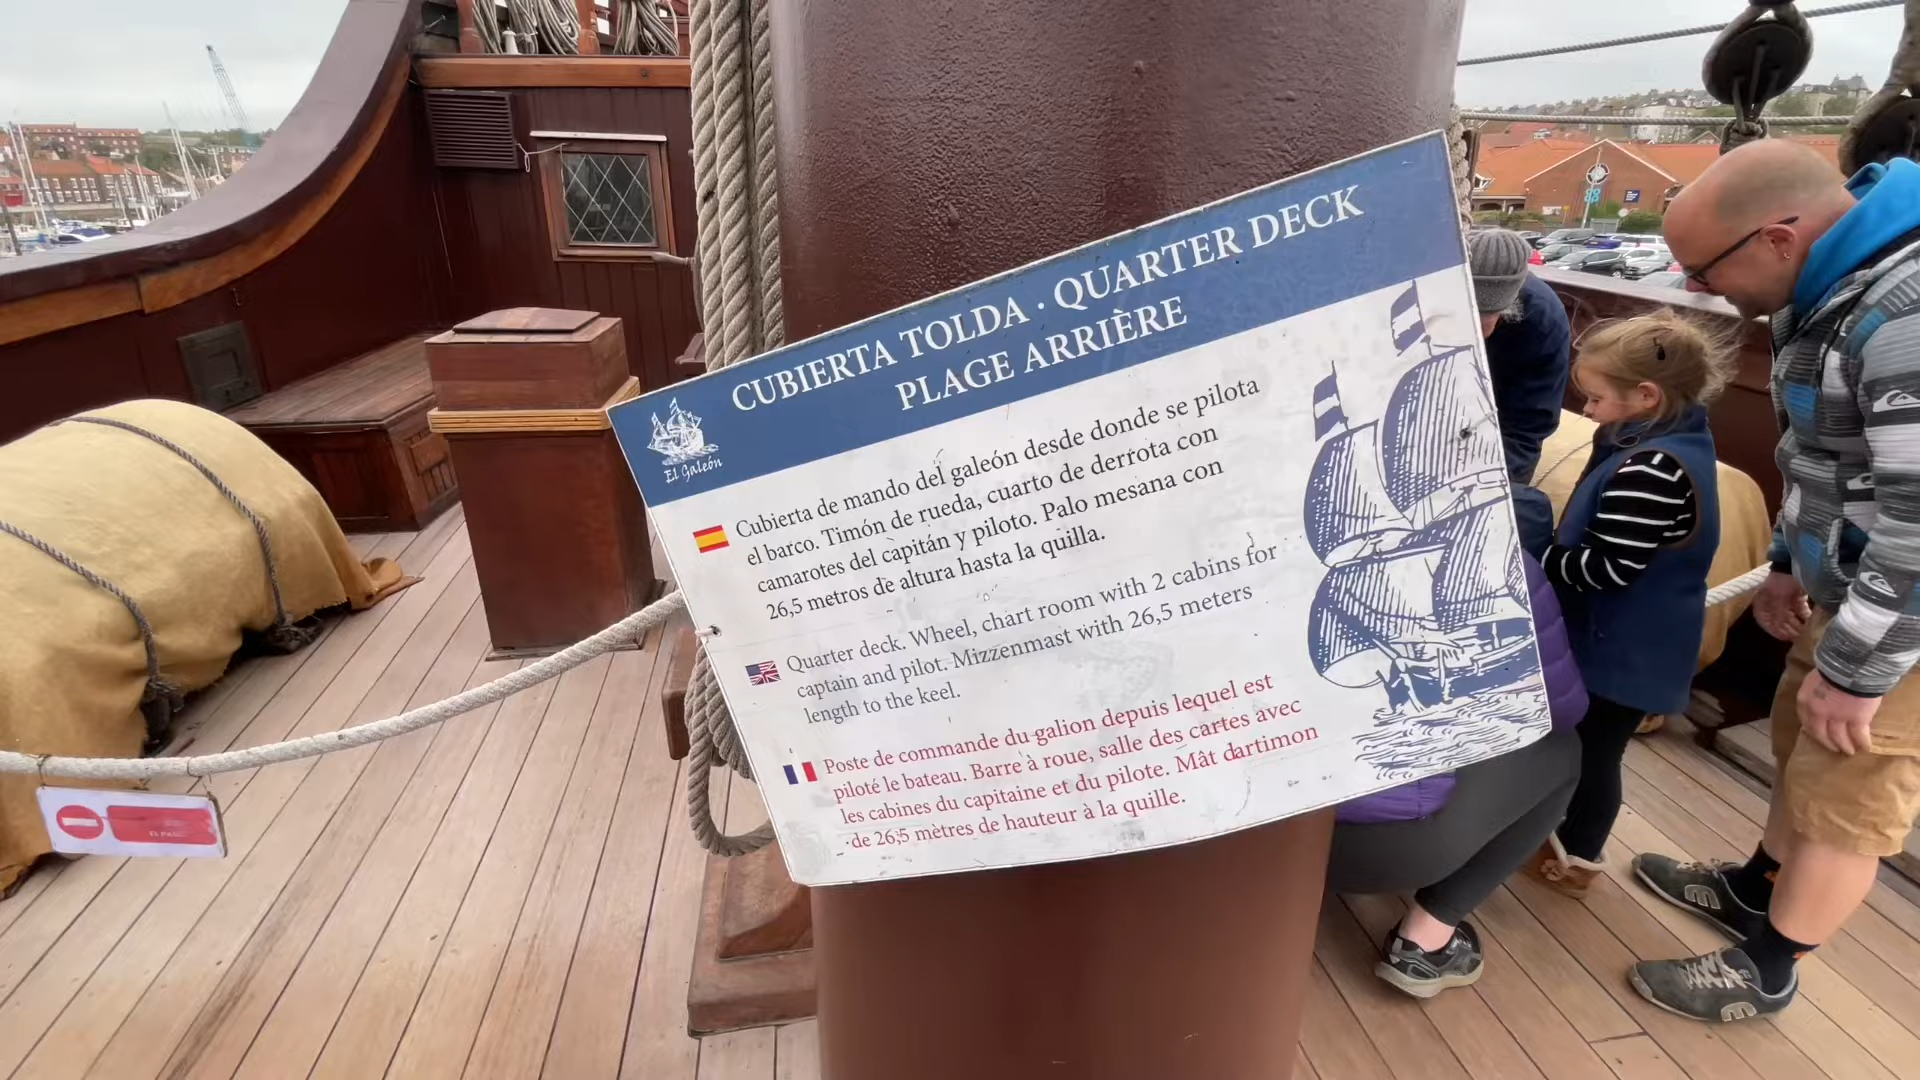 CUBIERTA TOLDA · QUARTER DECK
PLAGE ARRIÈRE
El Galeón
Cubierta de mando del galeón desde donde se pilota
el barco. Timón de rueda, cuarto de derrota con
camarotes del capitán y piloto. Palo mesana con
26,5 metros de altura hasta la quilla.
Quarter deck. Wheel, chart room with 2 cabins for
captain and pilot. Mizzenmast with 26,5 meters
length to the keel.
Poste de commande du galion depuis lequel est
piloté le bateau. Barre à roue, salle des cartes avec
les cabines du capitaine et du pilote. Mât dartimon
de 26,5 mètres de hauteur à la quille.